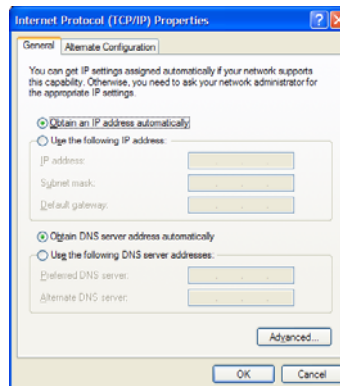 Internet Protocol (TCP/IP) Properties
General
Alternate Configuration
You can get IP settings assigned automatically if your network supports
this capability. Otherwise, you need to ask your network administrator for
the appropriate IP settings.
Obtain an IP address automatically
Use the following IP address:
IP address:
Subnet mask:
Default gateway:
Obtain DNS server address automatically
Use the following DNS server addresses:
Preferred DNS server:
Alternate DNS server:
Advanced...
OK
Cancel